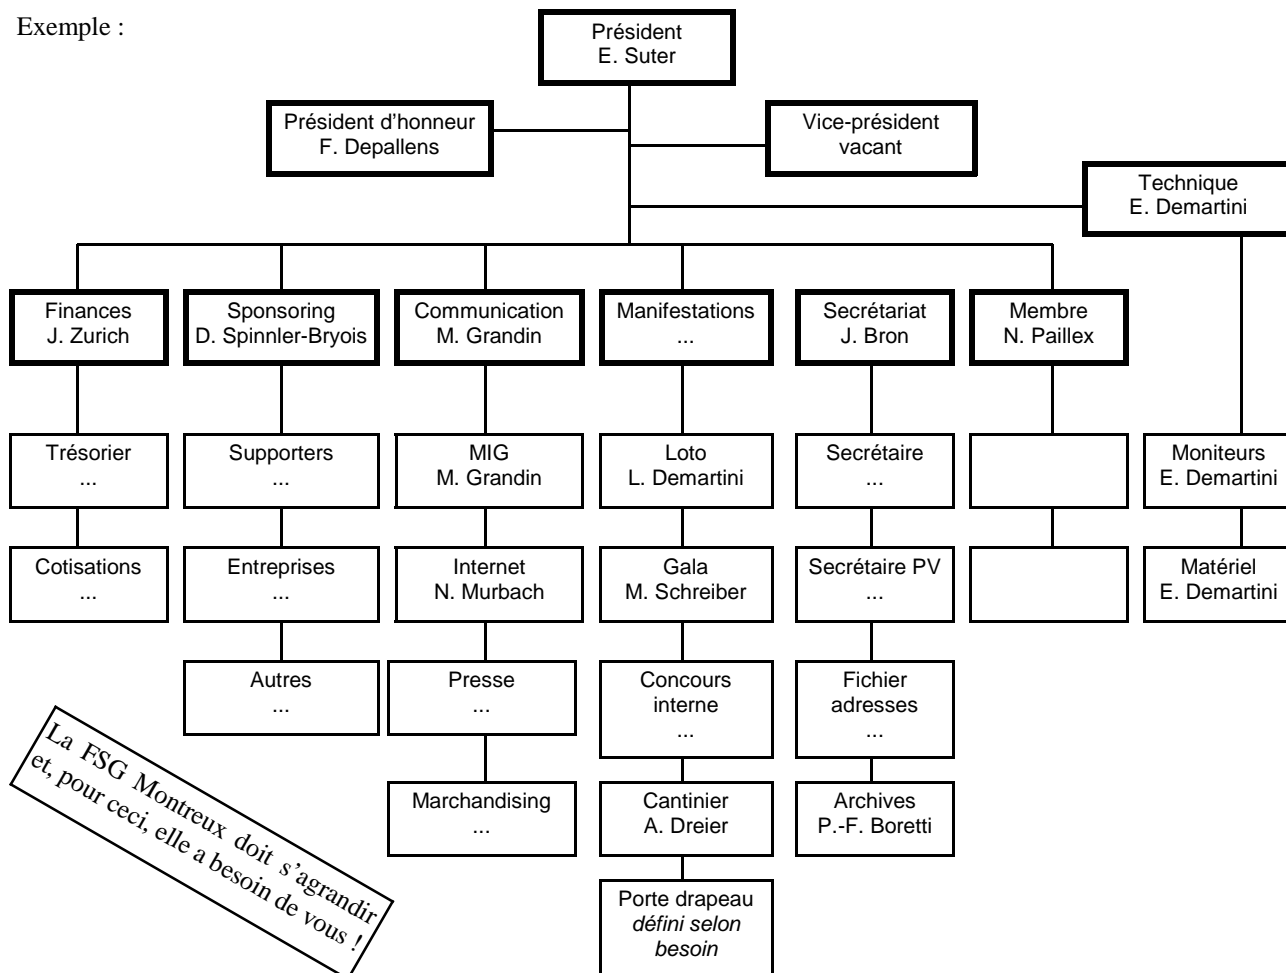 Exemple :
Président
E. Suter
Président d'honneur
F. Depallens
Vice-président
vacant
Technique
E. Demartini
Finances
J. Zurich
Sponsoring
D. Spinnler-Bryois
Communication
M. Grandin
Manifestations
...
Secrétariat
J. Bron
Membre
N. Paillex
Trésorier
...
Supporters
...
MIG
M. Grandin
Loto
L. Demartini
Secrétaire
...
Moniteurs
E. Demartini
Cotisations
...
Entreprises
...
Internet
N. Murbach
Gala
M. Schreiber
Secrétaire PV
...
Matériel
E. Demartini
Autres
...
Presse
...
Concours
interne
...
Fichier
adresses
...
Marchandising
...
Cantinier
A. Dreier
Archives
P.-F. Boretti
Porte drapeau
défini selon
besoin
La FSG Montreux doit s'agrandir
et, pour ceci, elle a besoin de vous !